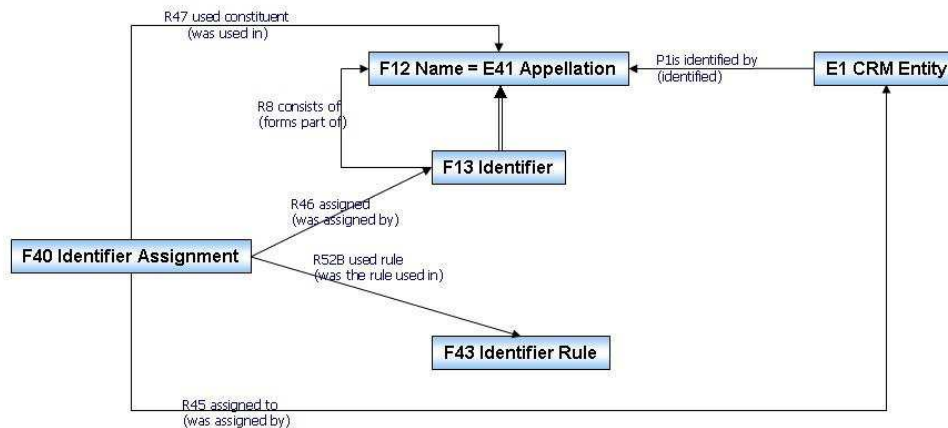 R47 used constituent
(was used in)
F12 Name = E41 Appellation
P1is identified by
(identified)
E1 CRM Entity
R8 consists of
(forms part of)
F13 Identifier
R46 assigned
(was assigned by)
F40 Identifier Assignment
R52B used rule
(was the rule used in)
F43 Identifier Rule
R45 assigned to
(was assigned by)